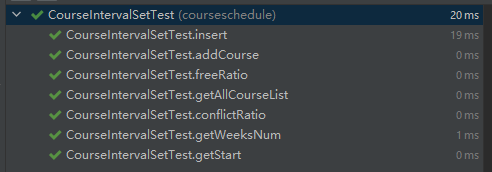 CourseIntervalSetTest (courseschedule) 20 ms
CourseIntervalSetTest.insert 19 ms
CourseIntervalSetTest.addCourse 0 ms
CourseIntervalSetTest.freeRatio 0 ms
CourseIntervalSetTest.getAllCourseList 0 ms
CourseIntervalSetTest.conflictRatio 0 ms
CourseIntervalSetTest.getWeeksNum 1 ms
CourseIntervalSetTest.getStart 0 ms